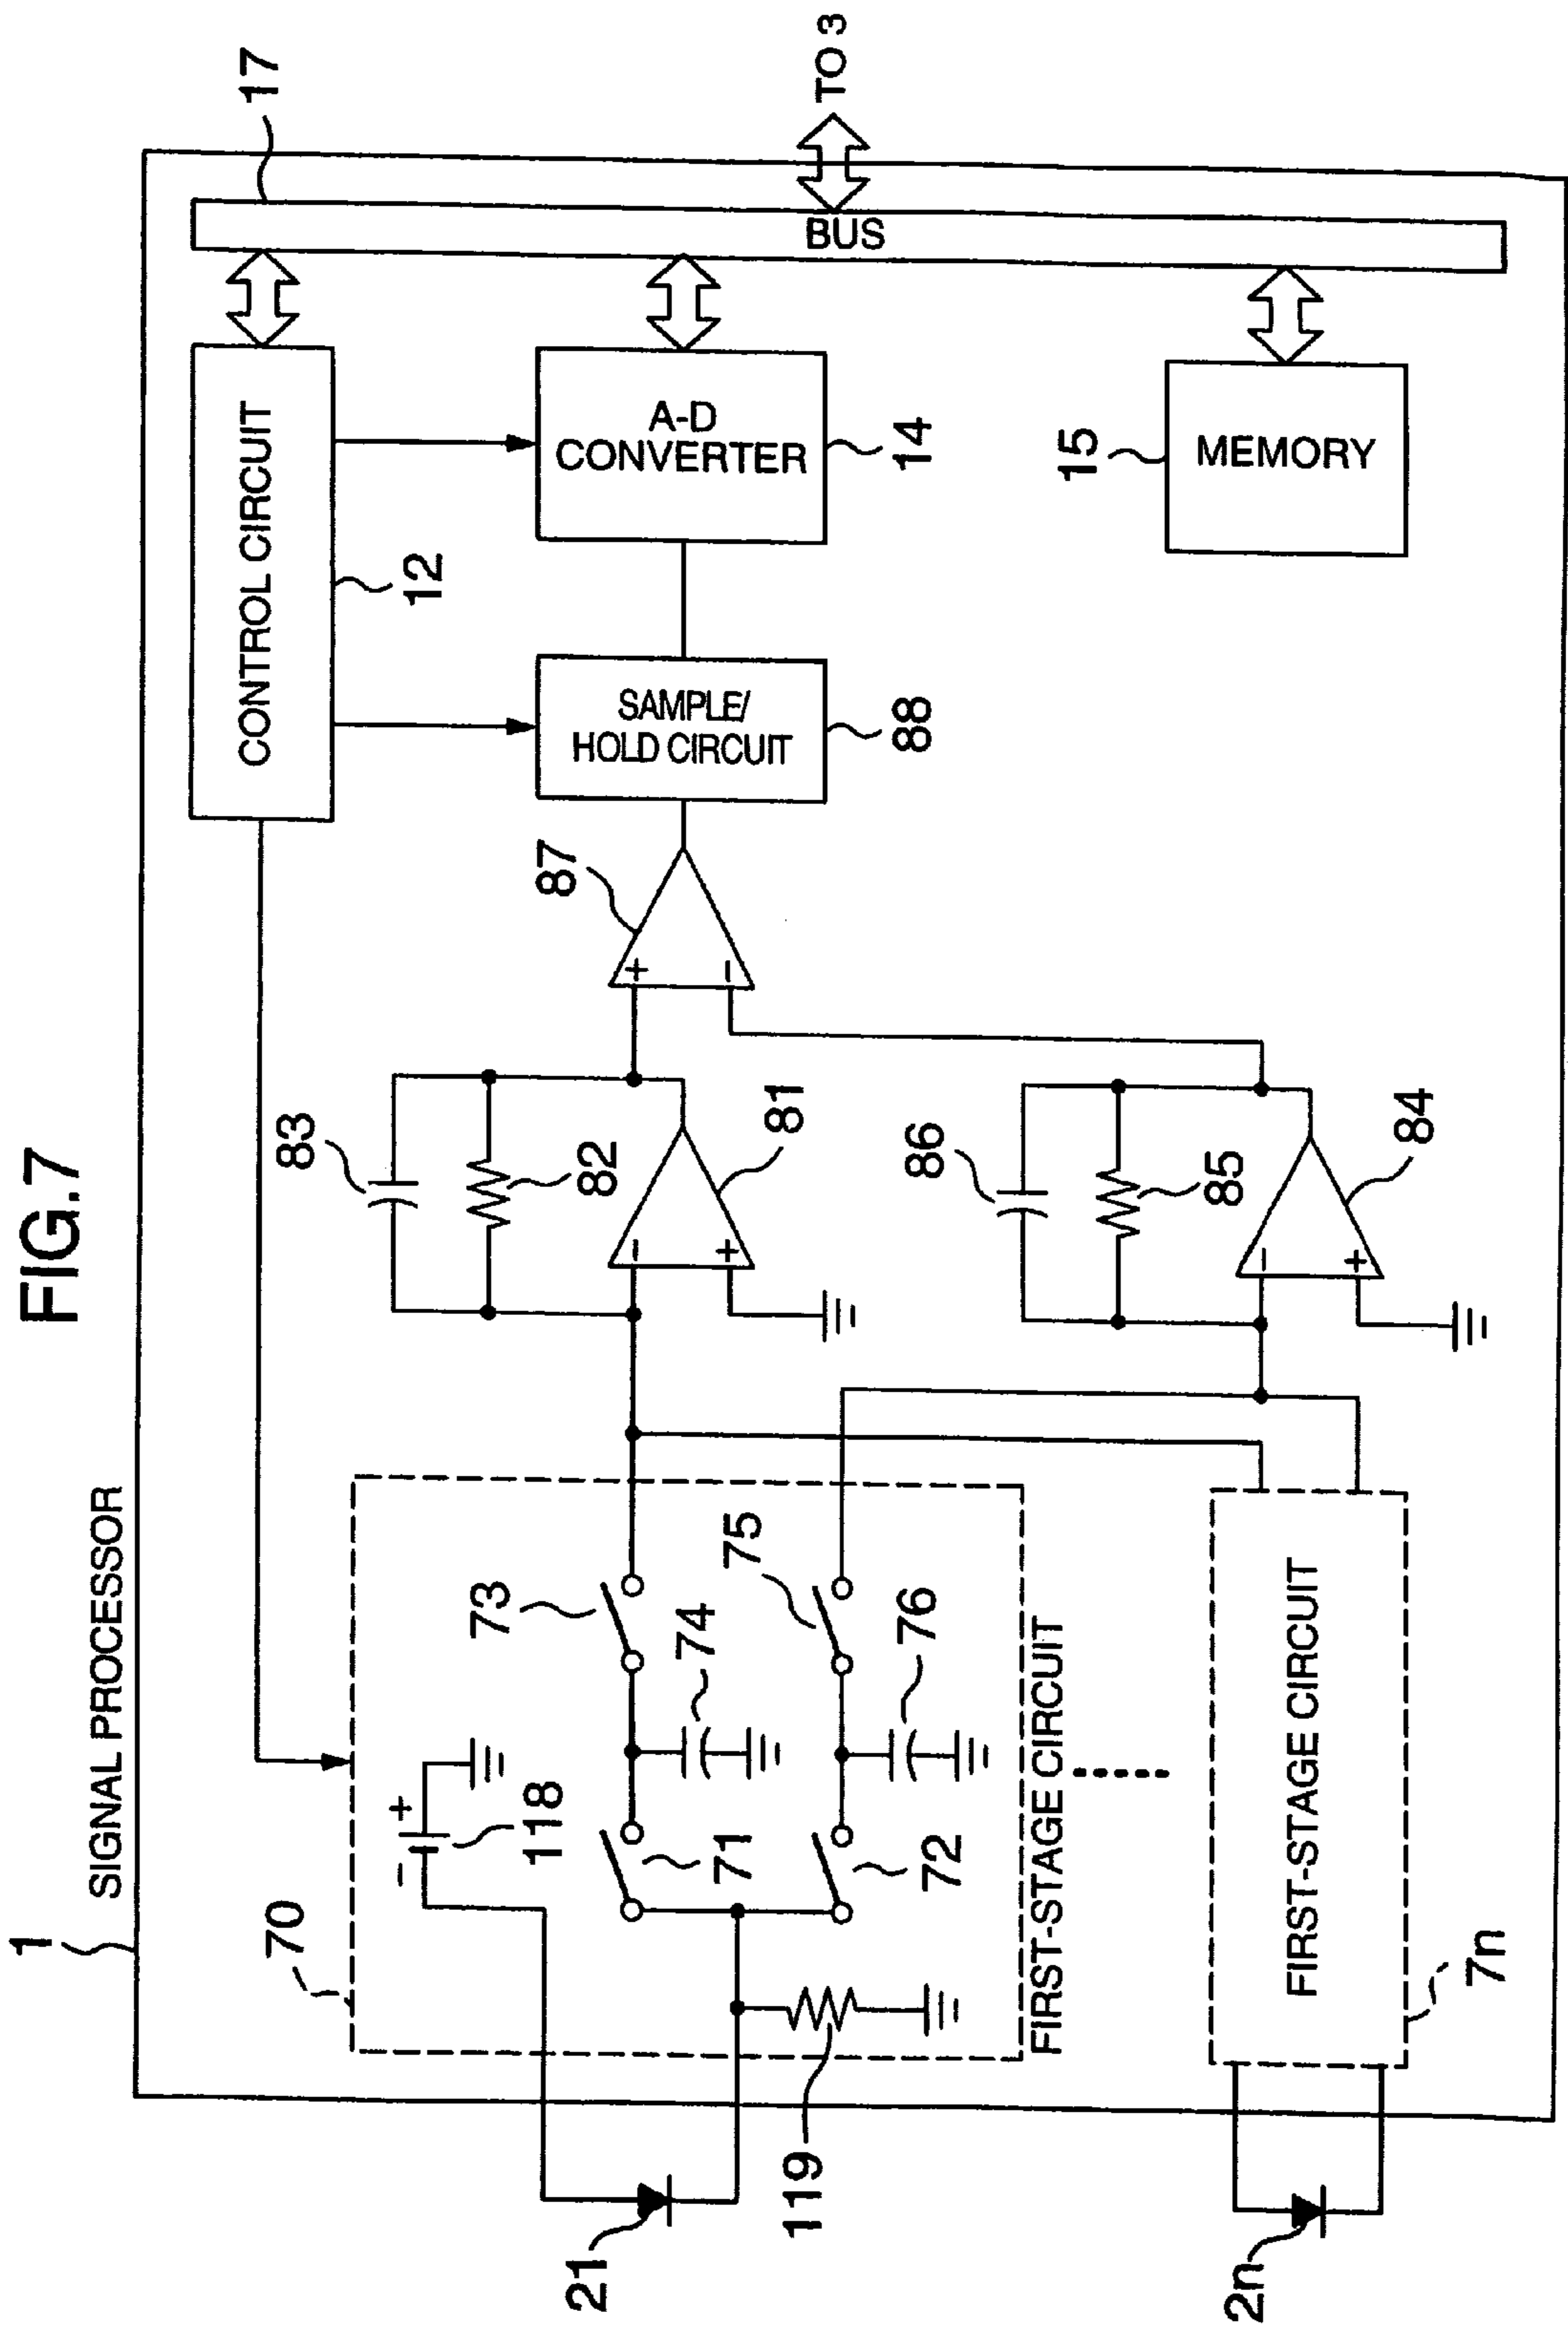 FIG.7
SIGNAL PROCESSOR
1
17
CONTROL CIRCUIT
12
TO 3
BUS
A-D
CONVERTER
14
SAMPLE/
HOLD CIRCUIT
88
15
MEMORY
87
+
−
83
82
81
−
+
86
85
84
−
+
70
118
−
+
73
74
71
75
76
72
119
21
FIRST-STAGE CIRCUIT
FIRST-STAGE CIRCUIT
7n
2n